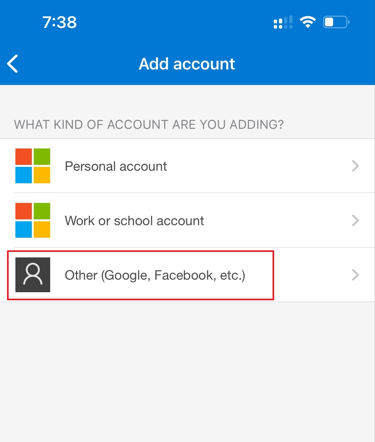 7:38
Add account
WHAT KIND OF ACCOUNT ARE YOU ADDING?
Personal account
Work or school account
Other (Google, Facebook, etc.)